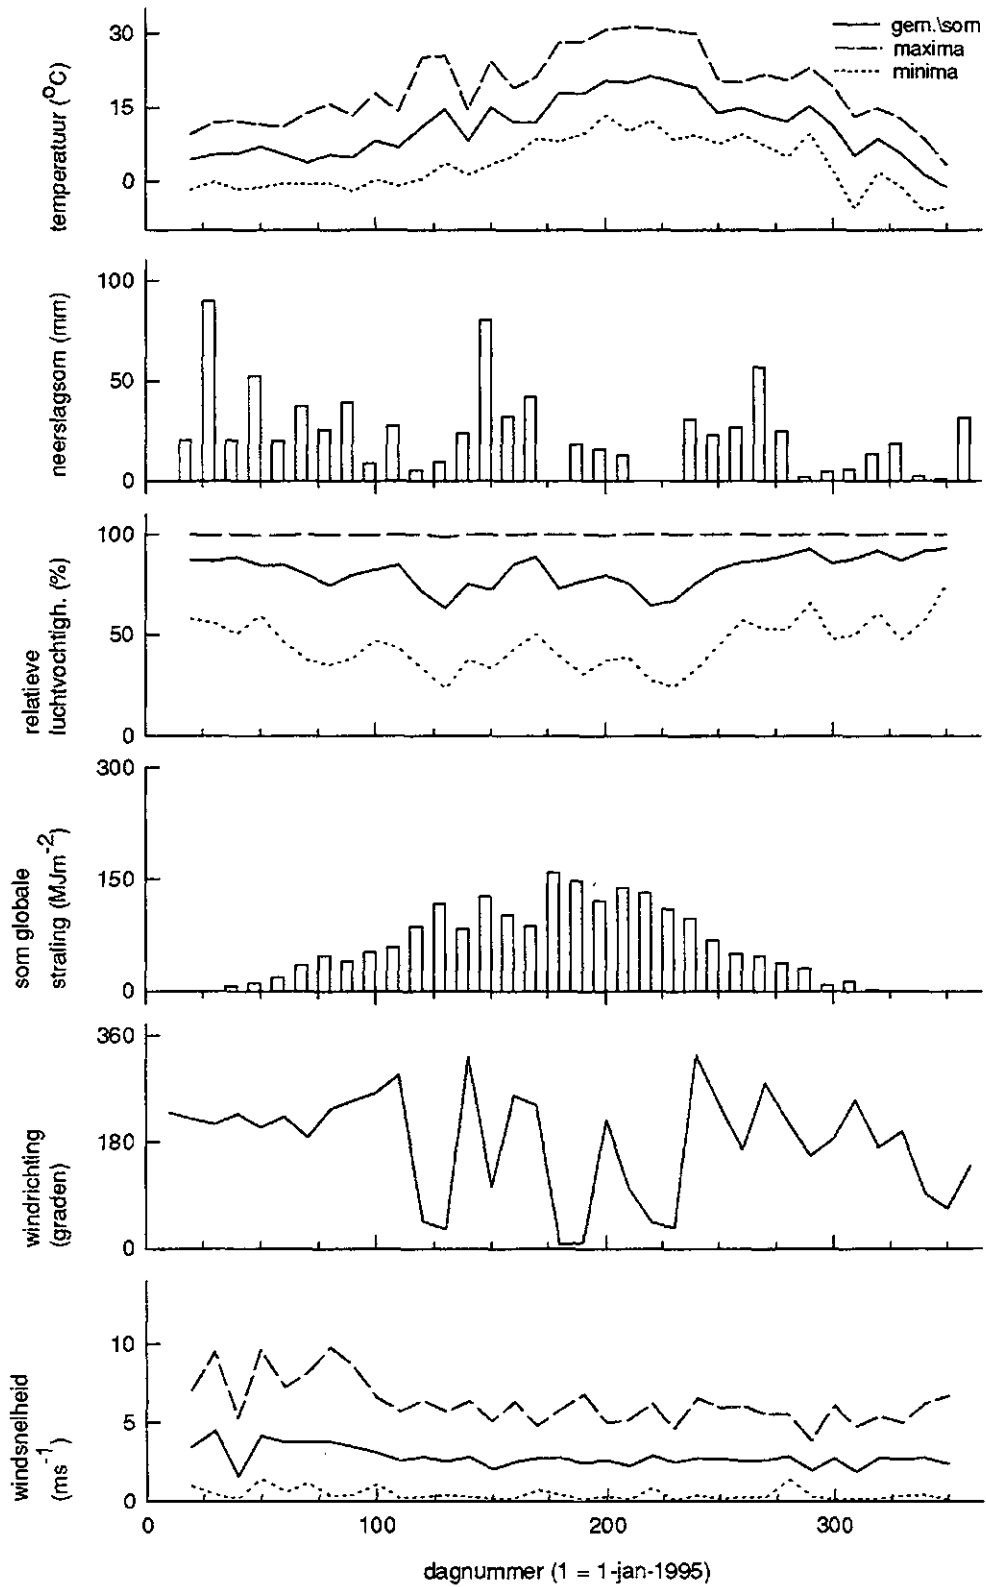 gem.\som
maxima
minima
30
15
0
temperatuur (°C)
100
50
0
neerslagsom (mm)
100
50
0
relatieve
luchtvochtigh. (%)
300
150
0
som globale
straling (MJm-2)
360
180
0
windrichting
(graden)
10
5
0
windsnelheid
(ms-1)
0 100 200 300
dagnummer (1 = 1-jan-1995)